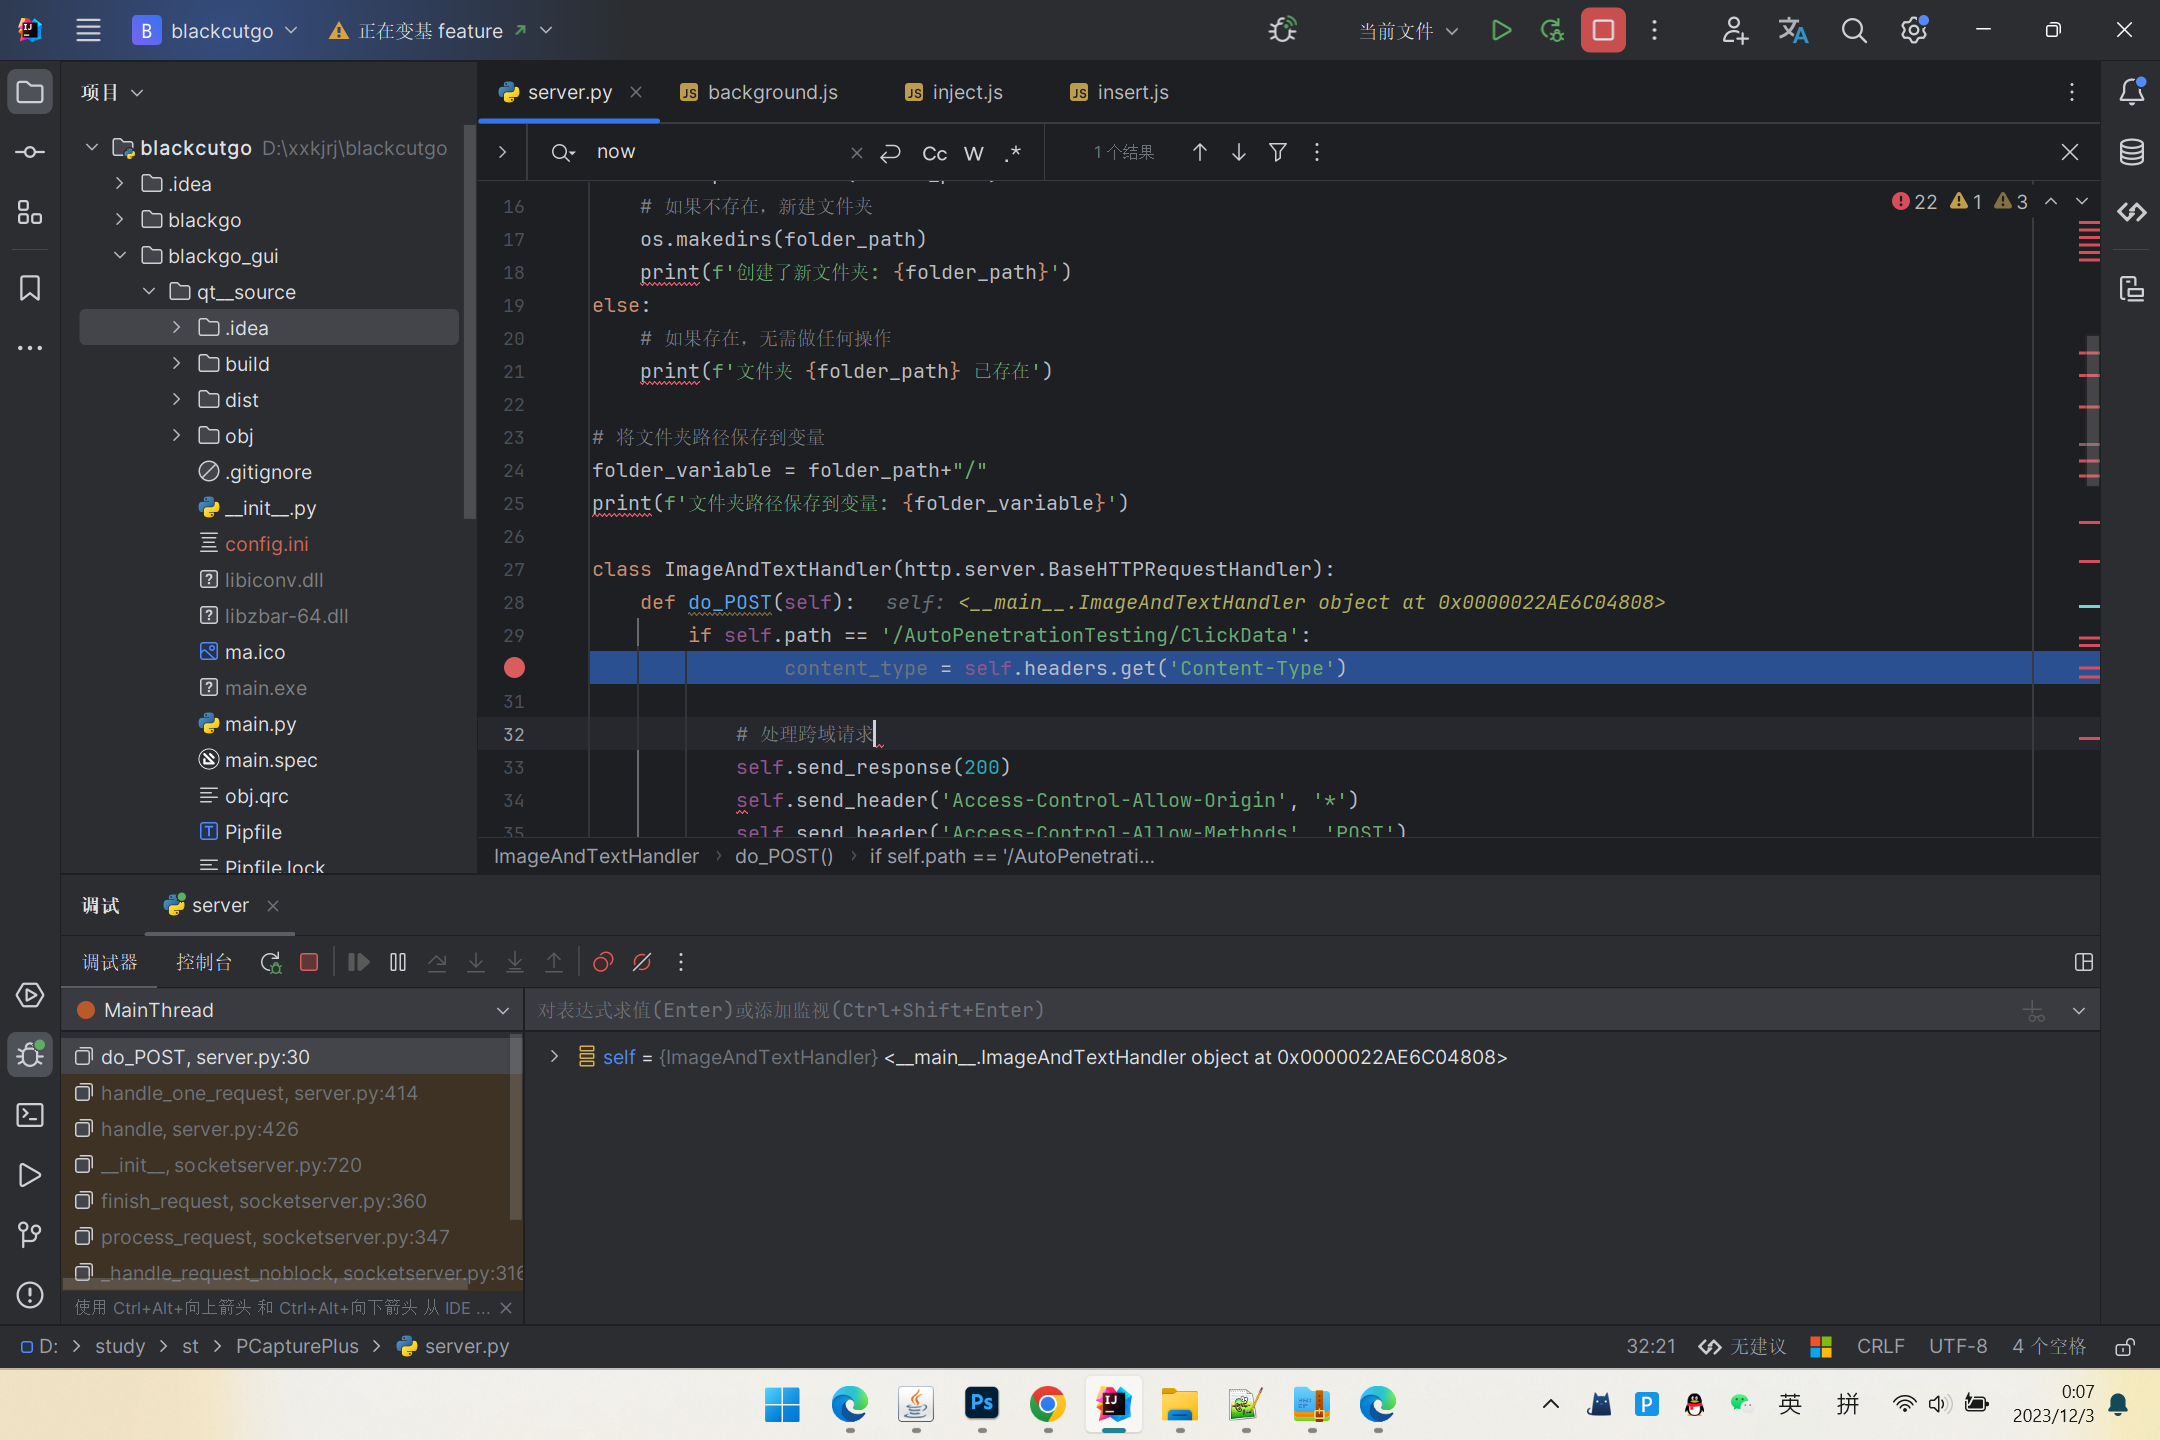 B blackcutgo 正在变基 feature 当前文件
项目
server.py background.js inject.js insert.js
now Cc W .* 1 个结果
blackcutgo D:\xxkjrj\blackcutgo
.idea
blackgo
blackgo_gui
qt__source
.idea
build
dist
obj
.gitignore
__init__.py
config.ini
libiconv.dll
libzbar-64.dll
ma.ico
main.exe
main.py
main.spec
obj.qrc
Pipfile
Pipfile.lock
22 1 3
16 # 如果不存在，新建文件夹
17 os.makedirs(folder_path)
18 print(f'创建了新文件夹: {folder_path}')
19 else:
20 # 如果存在，无需做任何操作
21 print(f'文件夹 {folder_path} 已存在')
22
23 # 将文件夹路径保存到变量
24 folder_variable = folder_path+"/"
25 print(f'文件夹路径保存到变量: {folder_variable}')
26
27 class ImageAndTextHandler(http.server.BaseHTTPRequestHandler):
28 def do_POST(self): self: <__main__.ImageAndTextHandler object at 0x0000022AE6C04808>
29 if self.path == '/AutoPenetrationTesting/ClickData':
content_type = self.headers.get('Content-Type')
31
32 # 处理跨域请求
33 self.send_response(200)
34 self.send_header('Access-Control-Allow-Origin', '*')
35 self.send_header('Access-Control-Allow-Methods', 'POST')
ImageAndTextHandler › do_POST() › if self.path == '/AutoPenetrati...
调试 server
调试器 控制台
MainThread
对表达式求值(Enter)或添加监视(Ctrl+Shift+Enter)
do_POST, server.py:30
handle_one_request, server.py:414
handle, server.py:426
__init__, socketserver.py:720
finish_request, socketserver.py:360
process_request, socketserver.py:347
_handle_request_noblock, socketserver.py:316
self = {ImageAndTextHandler} <__main__.ImageAndTextHandler object at 0x0000022AE6C04808>
使用 Ctrl+Alt+向上箭头 和 Ctrl+Alt+向下箭头 从 IDE ...
D: > study > st > PCapturePlus > server.py
32:21 无建议 CRLF UTF-8 4 个空格
Ps
英 拼
0:07
2023/12/3